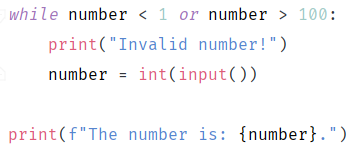 while number < 1 or number > 100:
    print("Invalid number!")
    number = int(input())

print(f"The number is: {number}.")